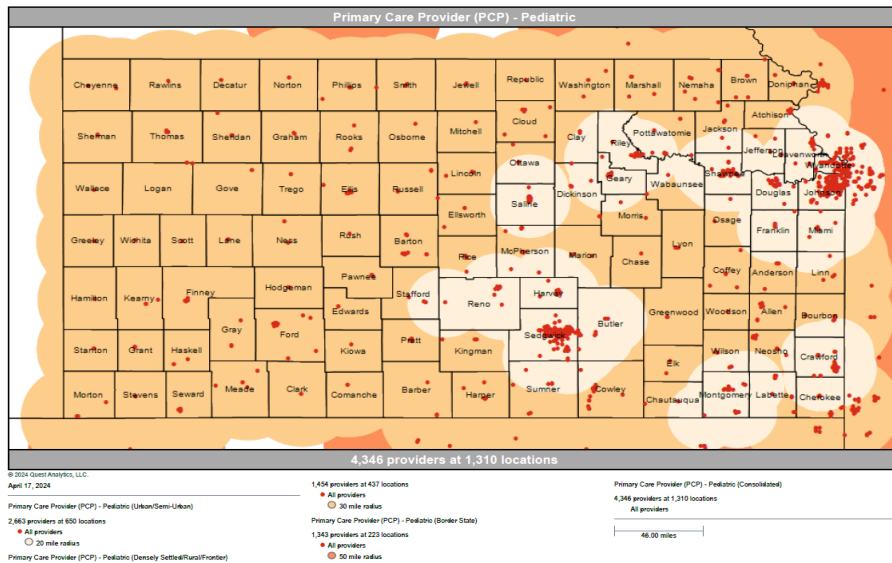 Primary Care Provider (PCP) - Pediatric
Cheyenne
Rawlins
Decatur
Norton
Phillips
Smith
Jewell
Republic
Washington
Marshall
Nemaha
Brown
Doniphan
Sherman
Thomas
Sheridan
Graham
Rooks
Osborne
Mitchell
Cloud
Clay
Riley
Pottawatomie
Jackson
Atchison
Jefferson
Leavenworth
Wyandotte
Wallace
Logan
Gove
Trego
Ellis
Russell
Lincoln
Ottawa
Saline
Dickinson
Geary
Wabaunsee
Shawnee
Douglas
Johnson
Greeley
Wichita
Scott
Lane
Ness
Rush
Barton
Ellsworth
Rice
McPherson
Marion
Morris
Chase
Lyon
Osage
Franklin
Miami
Hamilton
Kearny
Finney
Hodgeman
Pawnee
Stafford
Reno
Harvey
Butler
Greenwood
Coffey
Anderson
Linn
Stanton
Grant
Haskell
Gray
Ford
Edwards
Kiowa
Pratt
Kingman
Sedgwick
Elk
Woodson
Allen
Bourbon
Wilson
Neosho
Crawford
Morton
Stevens
Seward
Meade
Clark
Comanche
Barber
Harper
Sumner
Cowley
Chautauqua
Montgomery
Labette
Cherokee
4,346 providers at 1,310 locations
© 2024 Quest Analytics, LLC.
April 17, 2024
Primary Care Provider (PCP) - Pediatric (Urban/Semi-Urban)
2,663 providers at 650 locations
All providers
20 mile radius
Primary Care Provider (PCP) - Pediatric (Densely Settled/Rural/Frontier)
1,454 providers at 437 locations
All providers
30 mile radius
Primary Care Provider (PCP) - Pediatric (Border State)
1,343 providers at 223 locations
All providers
50 mile radius
Primary Care Provider (PCP) - Pediatric (Consolidated)
4,346 providers at 1,310 locations
All providers
46.00 miles